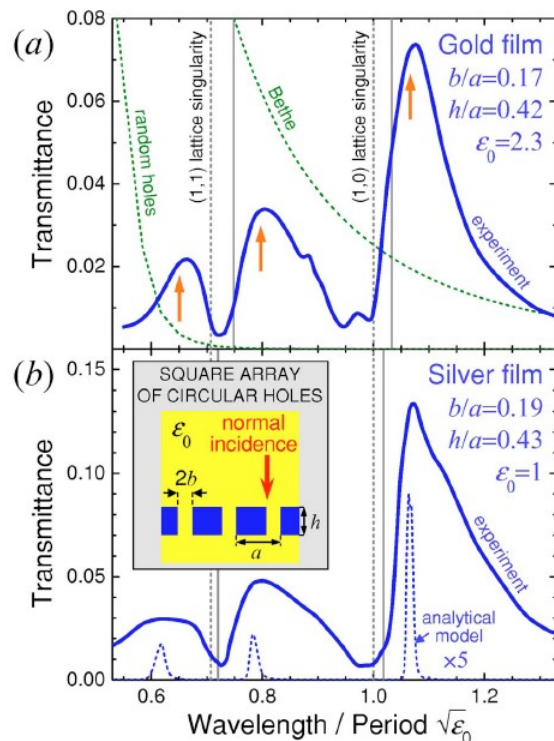 (a)
0.08
0.06
0.04
0.02
Transmittance
random holes
(1,1) lattice singularity
Bethe
(1,0) lattice singularity
Gold film
b/a=0.17
h/a=0.42
ε₀=2.3
experiment
(b)
0.15
0.10
0.05
0.00
Transmittance
SQUARE ARRAY
OF CIRCULAR HOLES
ε₀
normal
incidence
2b
h
a
Silver film
b/a=0.19
h/a=0.43
ε₀=1
experiment
analytical
model
×5
0.6
0.8
1.0
1.2
Wavelength / Period √ε₀